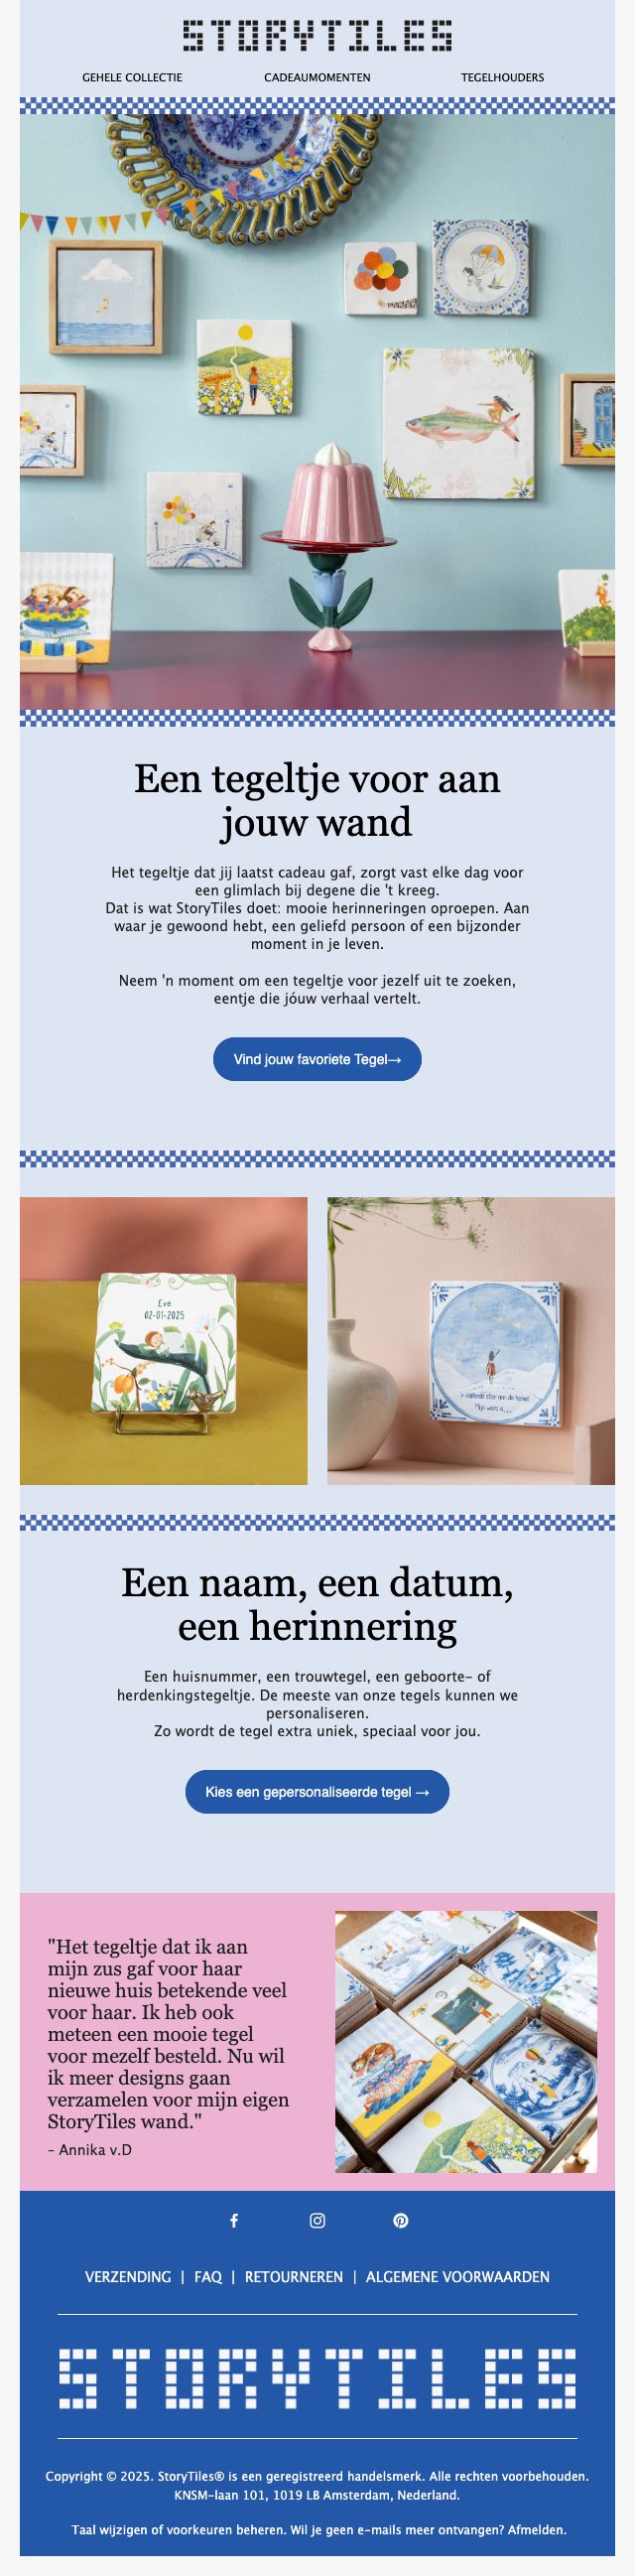 STORYTILES
GEHELE COLLECTIE
CADEAUMOMENTEN
TEGELHOUDERS
Een tegeltje voor aan
jouw wand
Het tegeltje dat jij laatst cadeau gaf, zorgt vast elke dag voor
een glimlach bij degene die 't kreeg.
Dat is wat StoryTiles doet: mooie herinneringen oproepen. Aan
waar je gewoond hebt, een geliefd persoon of een bijzonder
moment in je leven.
Neem 'n moment om een tegeltje voor jezelf uit te zoeken,
eentje die jóuw verhaal vertelt.
Vind jouw favoriete Tegel→
Eve
02-01-2025
Mijn wens is...
Een naam, een datum,
een herinnering
Een huisnummer, een trouwtegel, een geboorte- of
herdenkingstegeltje. De meeste van onze tegels kunnen we
personaliseren.
Zo wordt de tegel extra uniek, speciaal voor jou.
Kies een gepersonaliseerde tegel →
"Het tegeltje dat ik aan
mijn zus gaf voor haar
nieuwe huis betekende veel
voor haar. Ik heb ook
meteen een mooie tegel
voor mezelf besteld. Nu wil
ik meer designs gaan
verzamelen voor mijn eigen
StoryTiles wand."
- Annika v.D
VERZENDING | FAQ | RETOURNEREN | ALGEMENE VOORWAARDEN
STORYTILES
Copyright © 2025. StoryTiles® is een geregistreerd handelsmerk. Alle rechten voorbehouden.
KNSM-laan 101, 1019 LB Amsterdam, Nederland.
Taal wijzigen of voorkeuren beheren. Wil je geen e-mails meer ontvangen? Afmelden.